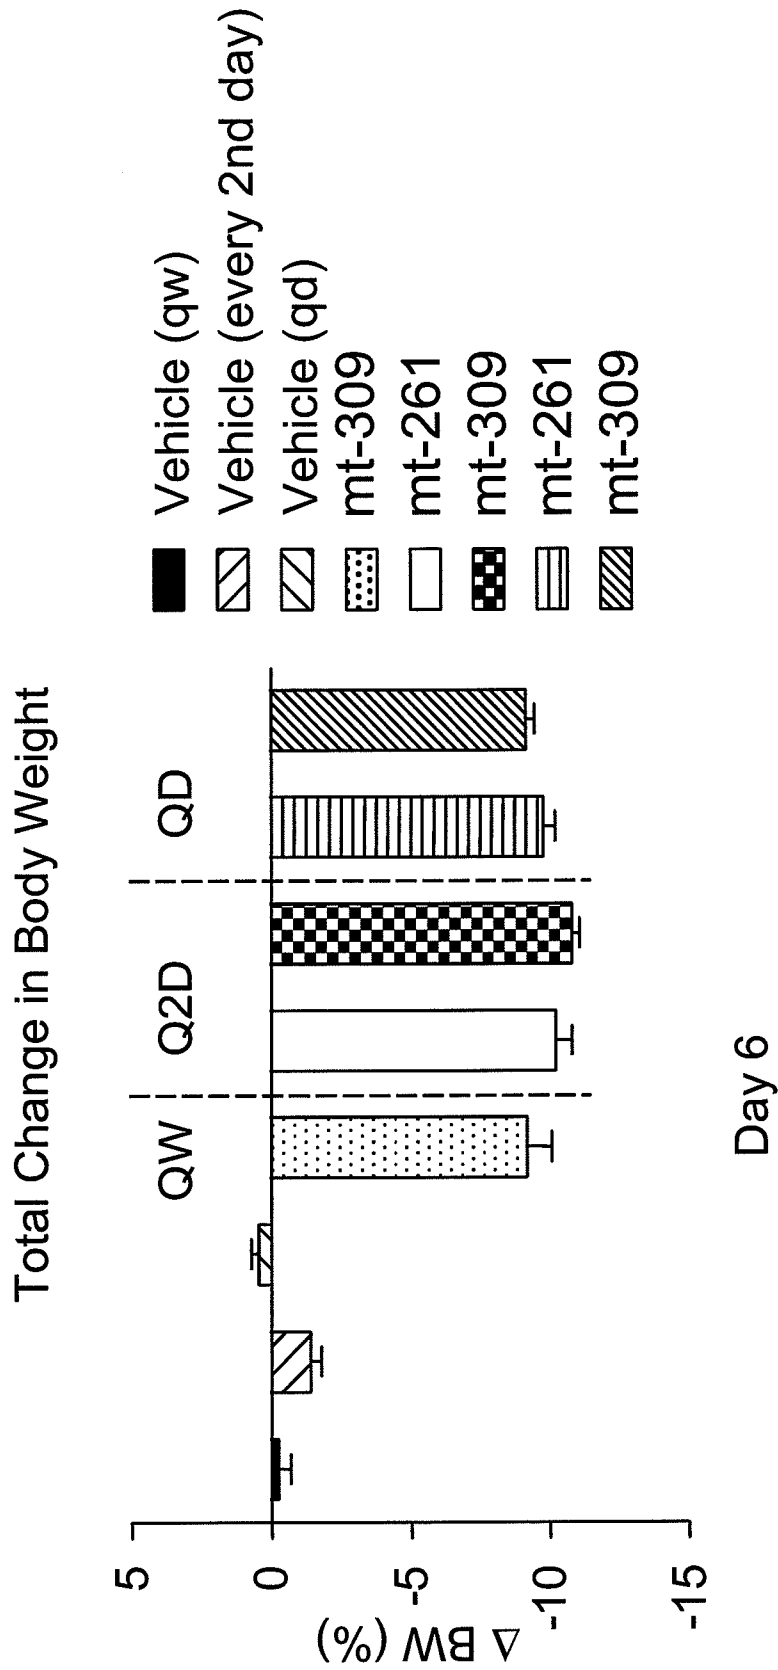 Total Change in Body Weight
QW
Q2D
QD
5
0
-5
-10
-15
Δ BW (%)
Day 6
Vehicle (qw)
Vehicle (every 2nd day)
Vehicle (qd)
mt-309
mt-261
mt-309
mt-261
mt-309